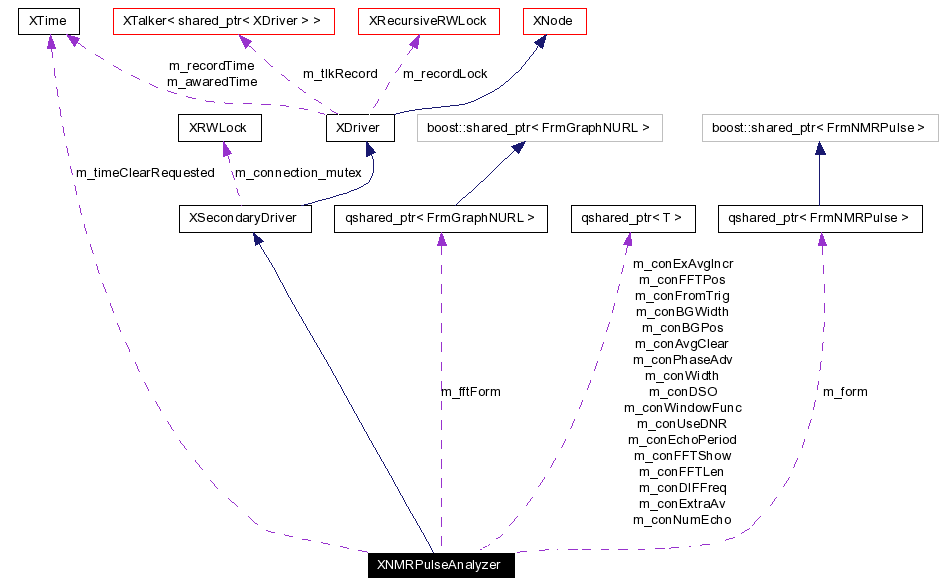 XTime
XTalker< shared_ptr< XDriver > >
XRecursiveRWLock
XNode
m_recordTime
m_awaredTime
m_tlkRecord
m_recordLock
XRWLock
XDriver
boost::shared_ptr< FrmGraphNURL >
boost::shared_ptr< FrmNMRPulse >
m_timeClearRequested
m_connection_mutex
XSecondaryDriver
qshared_ptr< FrmGraphNURL >
qshared_ptr< T >
qshared_ptr< FrmNMRPulse >
m_conExAvgIncr
m_conFFTPos
m_conFromTrig
m_conBGWidth
m_conBGPos
m_conAvgClear
m_conPhaseAdv
m_conWidth
m_conDSO
m_conWindowFunc
m_conUseDNR
m_conEchoPeriod
m_conFFTShow
m_conFFTLen
m_conDIFFreq
m_conExtraAv
m_conNumEcho
m_fftForm
m_form
XNMRPulseAnalyzer